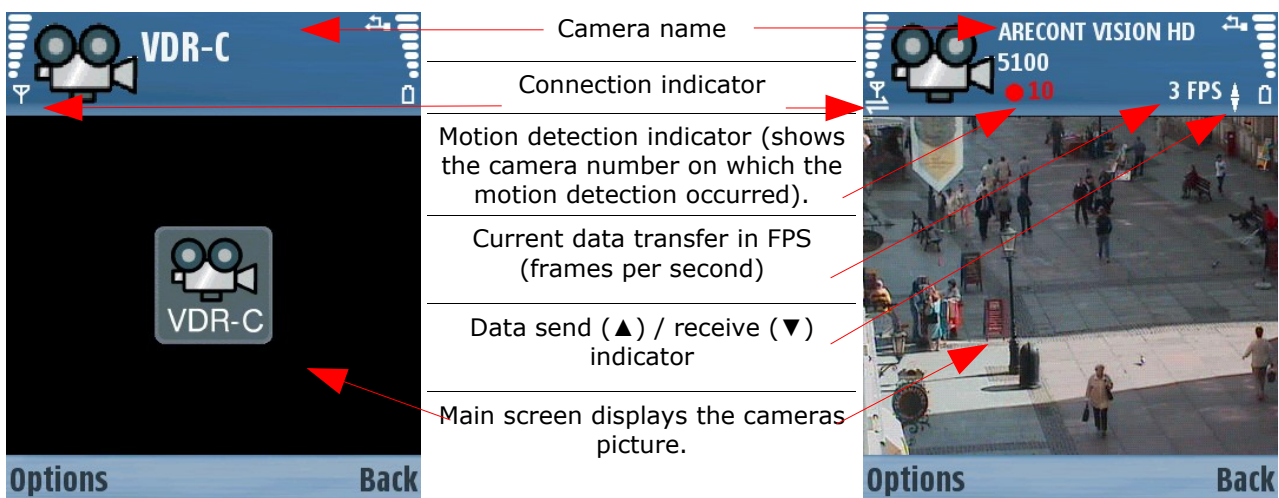 VDR-C
VDR-C
Options
Back
Camera name
Connection indicator
Motion detection indicator (shows
the camera number on which the
motion detection occurred).
Current data transfer in FPS
(frames per second)
Data send (▲) / receive (▼)
indicator
Main screen displays the cameras
picture.
ARECONT VISION HD
5100
10
3 FPS
Options
Back